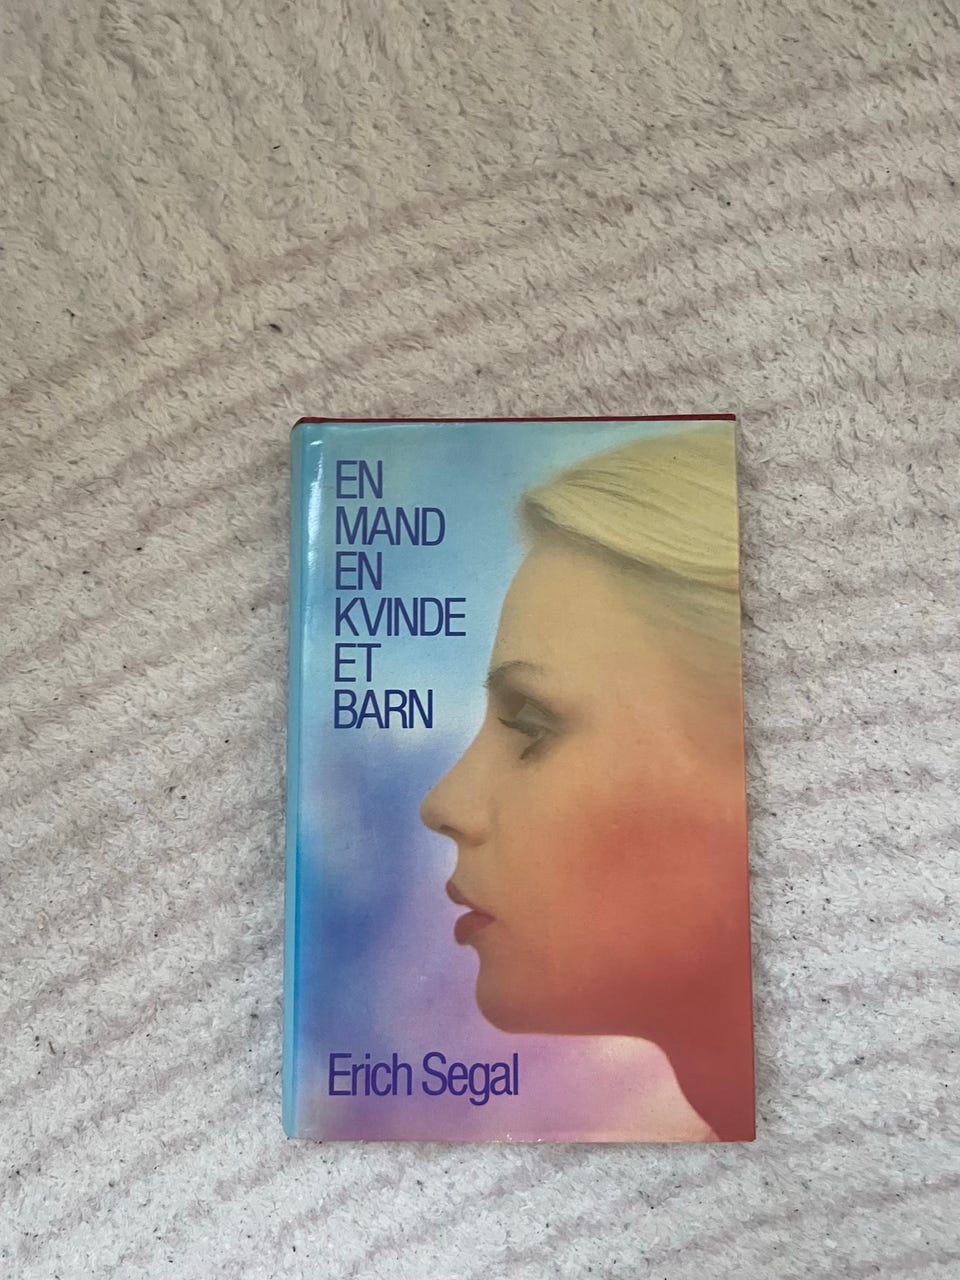 EN
MAND
EN
KVINDE
ET
BARN
Erich Segal